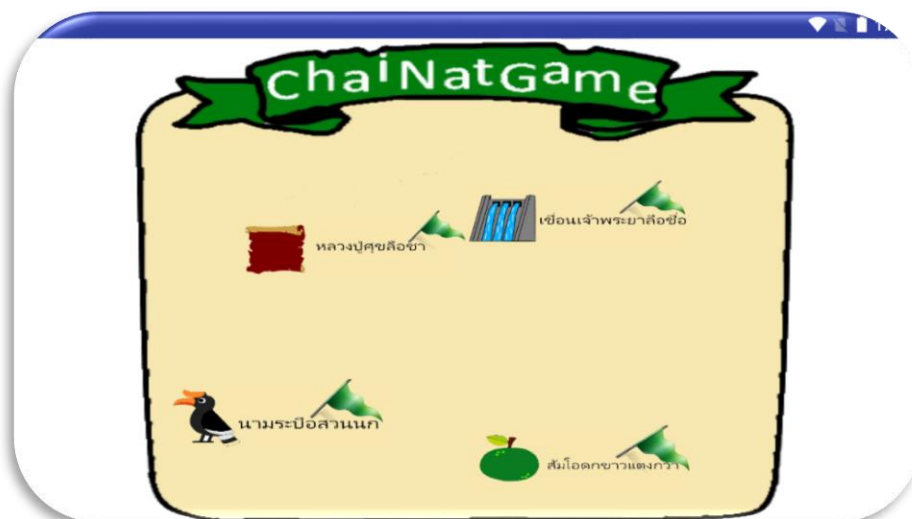 ChaiNatGame
เขื่อนเจ้าพระยาลือชื่อ
หลวงปู่ศุขลือชา
นามระบือสวนนก
ส้มโอดกขาวแตงกวา